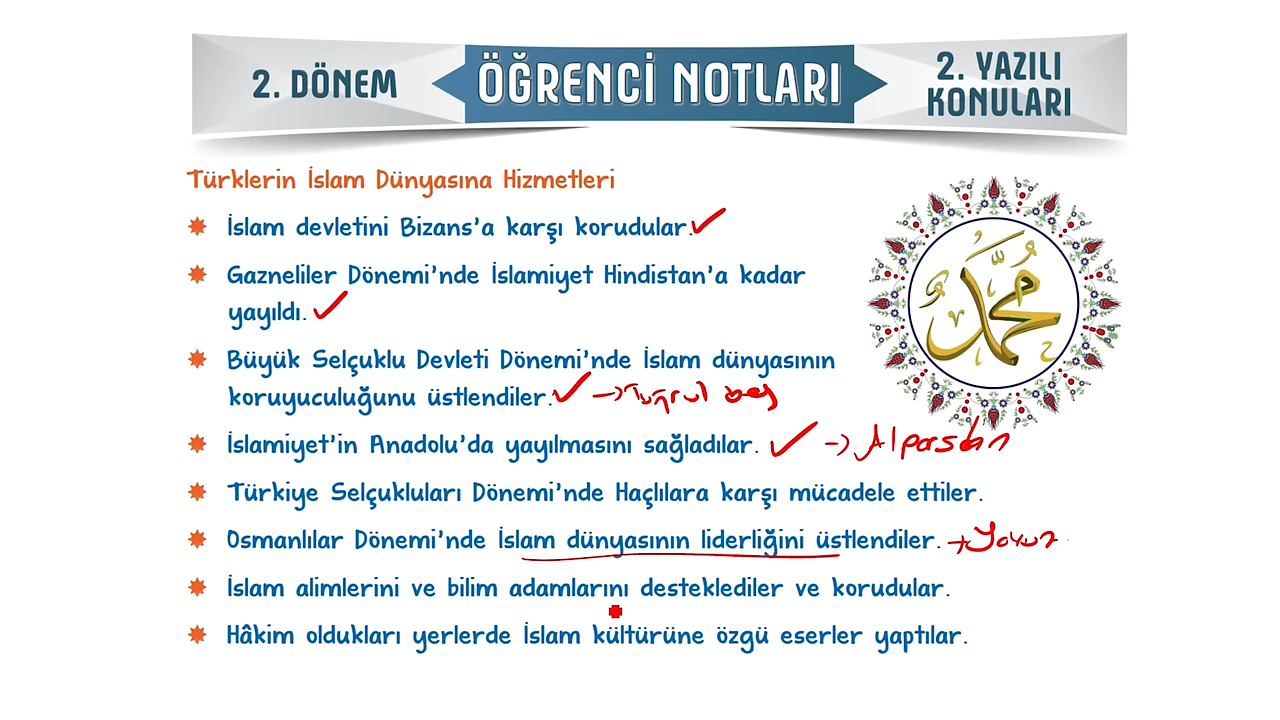 2. DÖNEM
ÖĞRENCİ NOTLARI
2. YAZILI
KONULARI
Türklerin İslam Dünyasına Hizmetleri
İslam devletini Bizans'a karşı korudular.
Gazneliler Dönemi'nde İslamiyet Hindistan'a kadar
yayıldı.
محمد
Büyük Selçuklu Devleti Dönemi'nde İslam dünyasının
koruyuculuğunu üstlendiler. → Tuğrul bey
İslamiyet'in Anadolu'da yayılmasını sağladılar. → Alparslan
Türkiye Selçukluları Dönemi'nde Haçlılara karşı mücadele ettiler.
Osmanlılar Dönemi'nde İslam dünyasının liderliğini üstlendiler. → Yavuz
İslam alimlerini ve bilim adamlarını desteklediler ve korudular.
Hâkim oldukları yerlerde İslam kültürüne özgü eserler yaptılar.